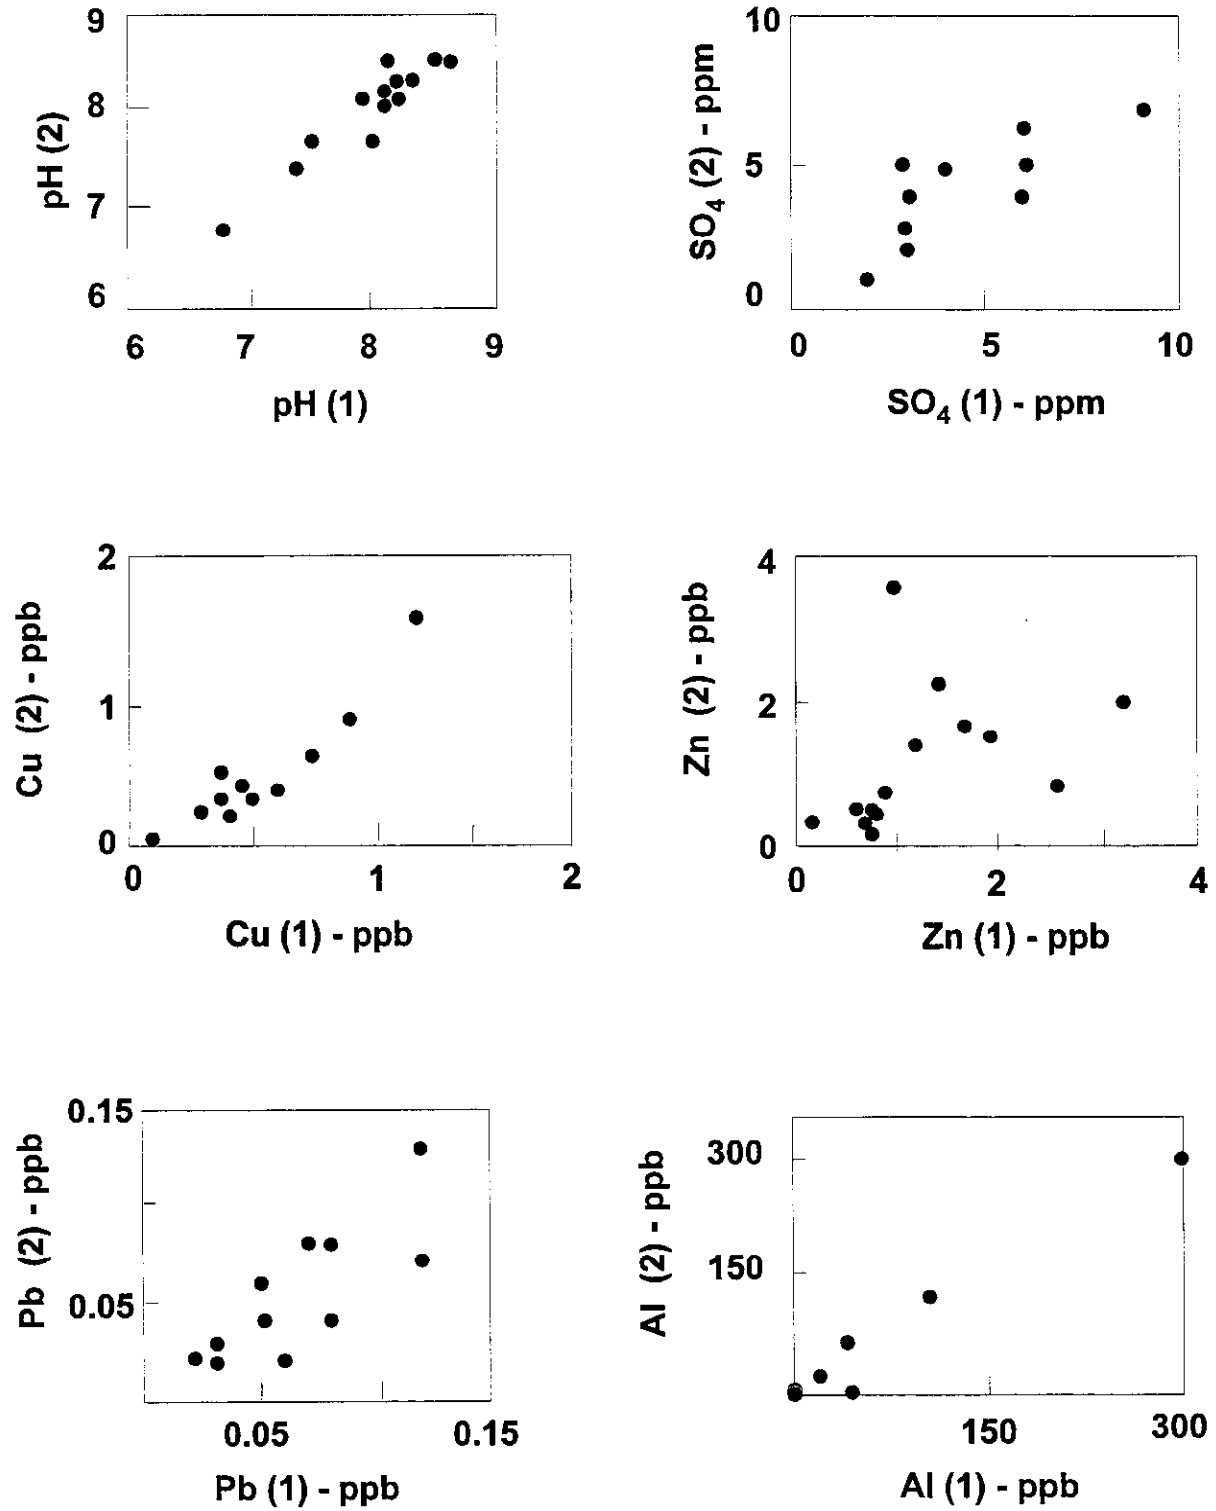 9
8
7
6
pH (2)
6 7 8 9
pH (1)
10
5
0
SO₄ (2) - ppm
0 5 10
SO₄ (1) - ppm
2
1
0
Cu (2) - ppb
0 1 2
Cu (1) - ppb
4
2
0
Zn (2) - ppb
0 2 4
Zn (1) - ppb
0.15
0.05
Pb (2) - ppb
0.05 0.15
Pb (1) - ppb
300
150
Al (2) - ppb
150 300
Al (1) - ppb